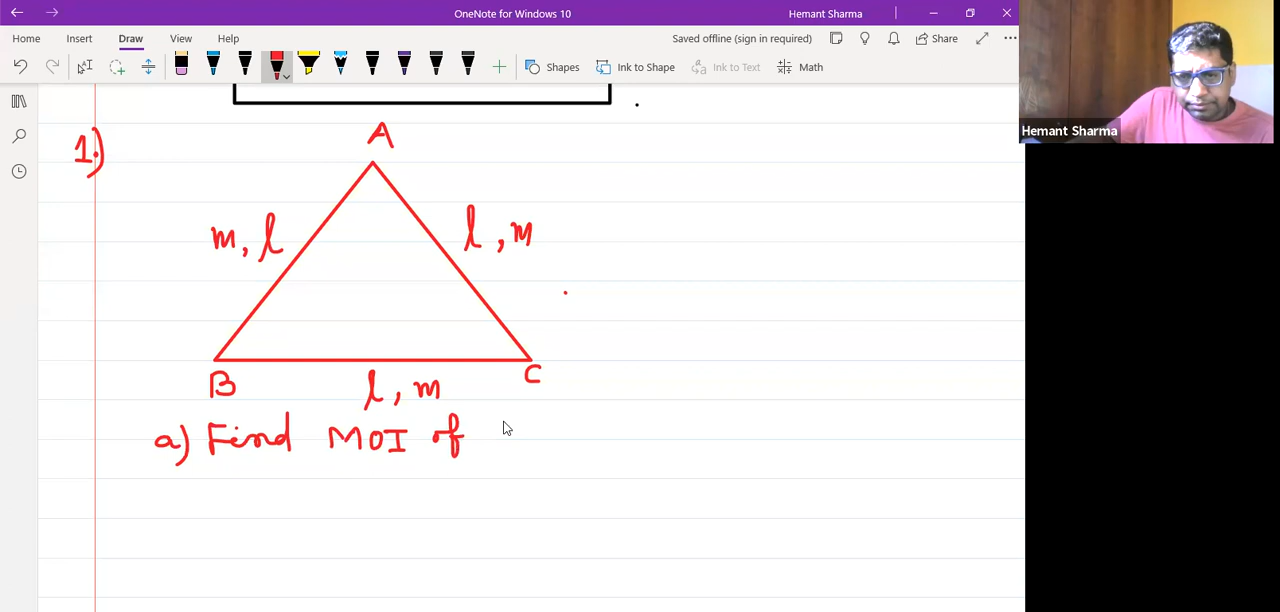 OneNote for Windows 10
Hemant Sharma
Home Insert Draw View Help
Saved offline (sign in required)
Share
Shapes
Ink to Shape
Ink to Text
Math
Hemant Sharma
1.)
A
m, l
l, m
B
C
l, m
a) Find MOI of